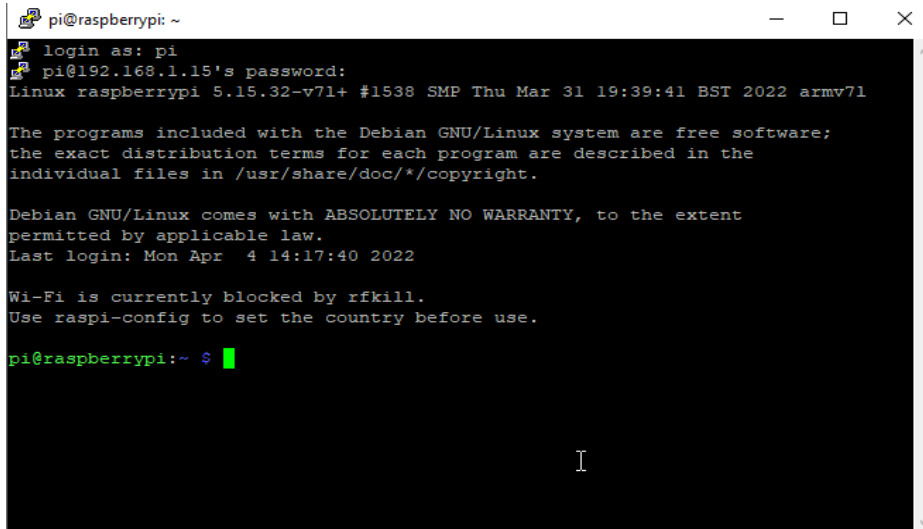 pi@raspberrypi: ~
login as: pi
pi@192.168.1.15's password:
Linux raspberrypi 5.15.32-v7l+ #1538 SMP Thu Mar 31 19:39:41 BST 2022 armv7l
The programs included with the Debian GNU/Linux system are free software;
the exact distribution terms for each program are described in the
individual files in /usr/share/doc/*/copyright.
Debian GNU/Linux comes with ABSOLUTELY NO WARRANTY, to the extent
permitted by applicable law.
Last login: Mon Apr  4 14:17:40 2022
Wi-Fi is currently blocked by rfkill.
Use raspi-config to set the country before use.
pi@raspberrypi:~ $